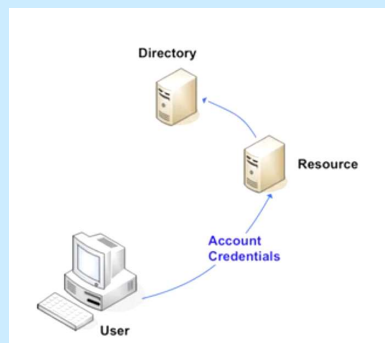 Directory
Resource
Account
Credentials
User